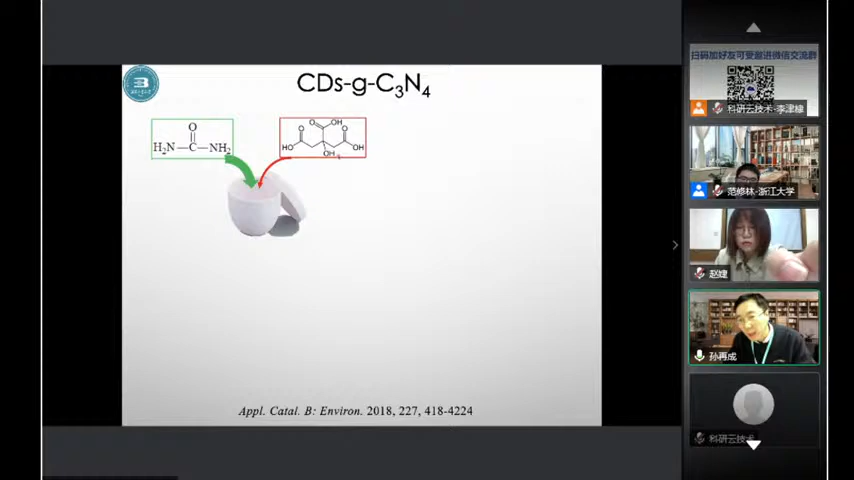 CDs-g-C₃N₄
O
H₂N—C—NH₂
O
OH
O
O
HO
OH
OH
Appl. Catal. B: Environ. 2018, 227, 418-4224
扫码加好友可受邀进微信交流群
科研云技术-李津纬
范修林-浙江大学
赵婕
孙再成
科研云技术